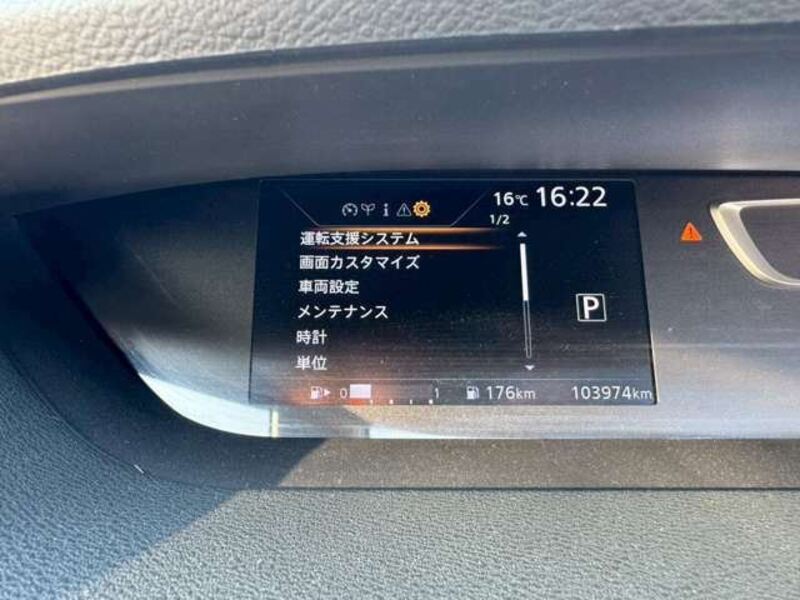 16℃ 16:22
1/2
運転支援システム
画面カスタマイズ
車両設定
メンテナンス
P
時計
単位
0 1 176km 103974km